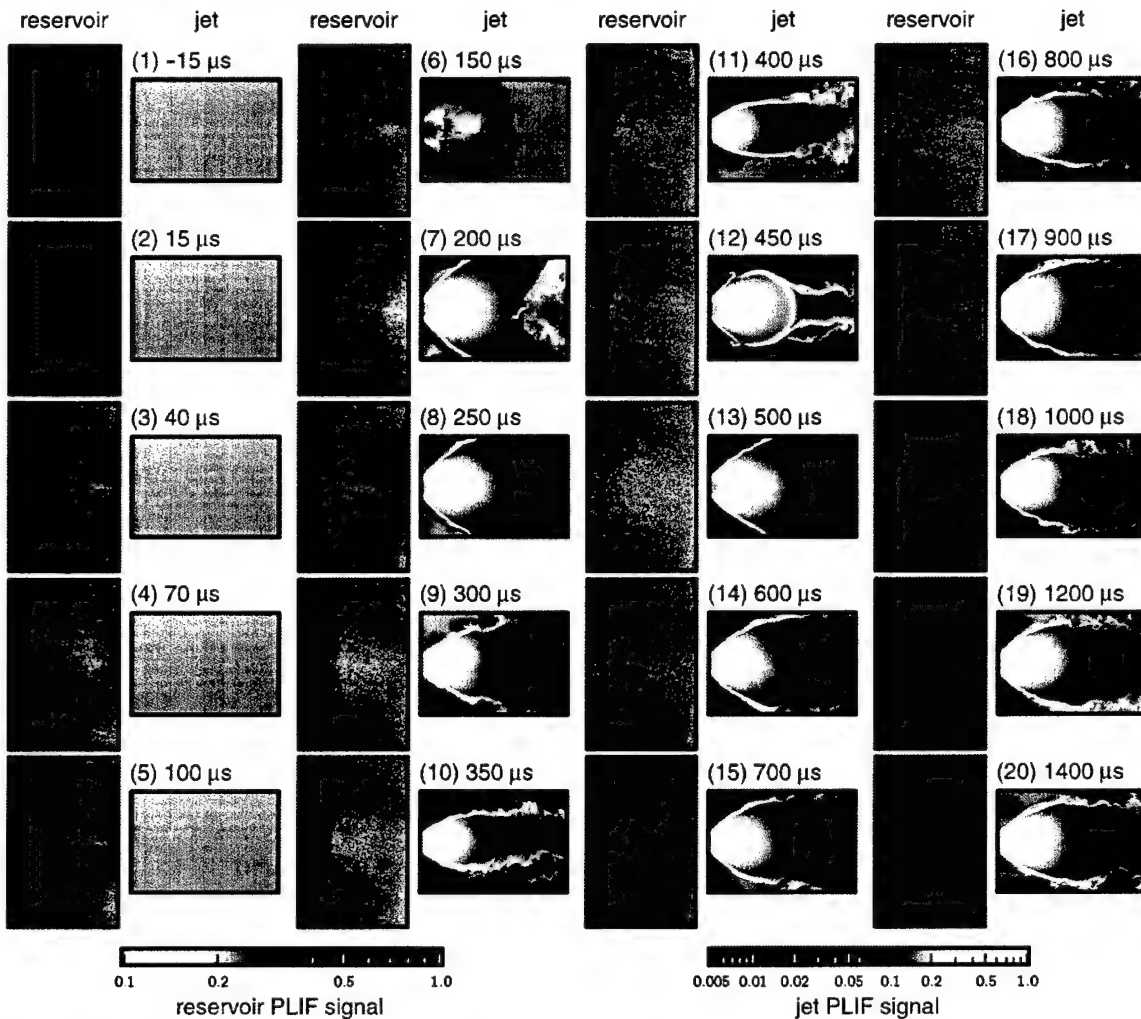 reservoir jet reservoir jet reservoir jet reservoir jet
(1) -15 μs (6) 150 μs (11) 400 μs (16) 800 μs
(2) 15 μs (7) 200 μs (12) 450 μs (17) 900 μs
(3) 40 μs (8) 250 μs (13) 500 μs (18) 1000 μs
(4) 70 μs (9) 300 μs (14) 600 μs (19) 1200 μs
(5) 100 μs (10) 350 μs (15) 700 μs (20) 1400 μs
0.1 0.2 0.5 1.0 0.005 0.01 0.02 0.05 0.1 0.2 0.5 1.0
reservoir PLIF signal jet PLIF signal